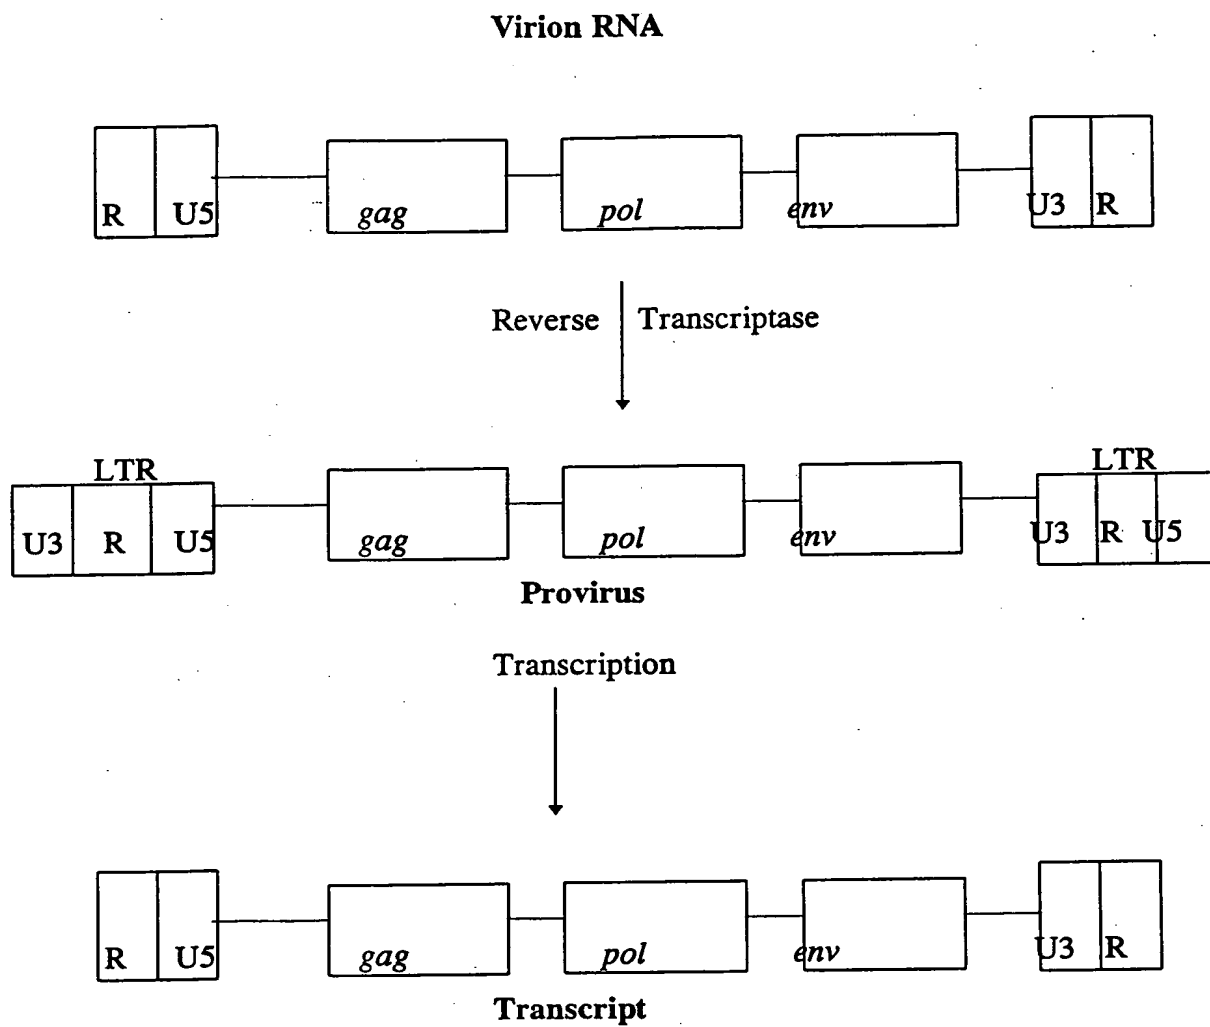 Virion RNA
R U5 gag pol env U3 R
Reverse Transcriptase
LTR LTR
U3 R U5 gag pol env U3 R U5
Provirus
Transcription
R U5 gag pol env U3 R
Transcript